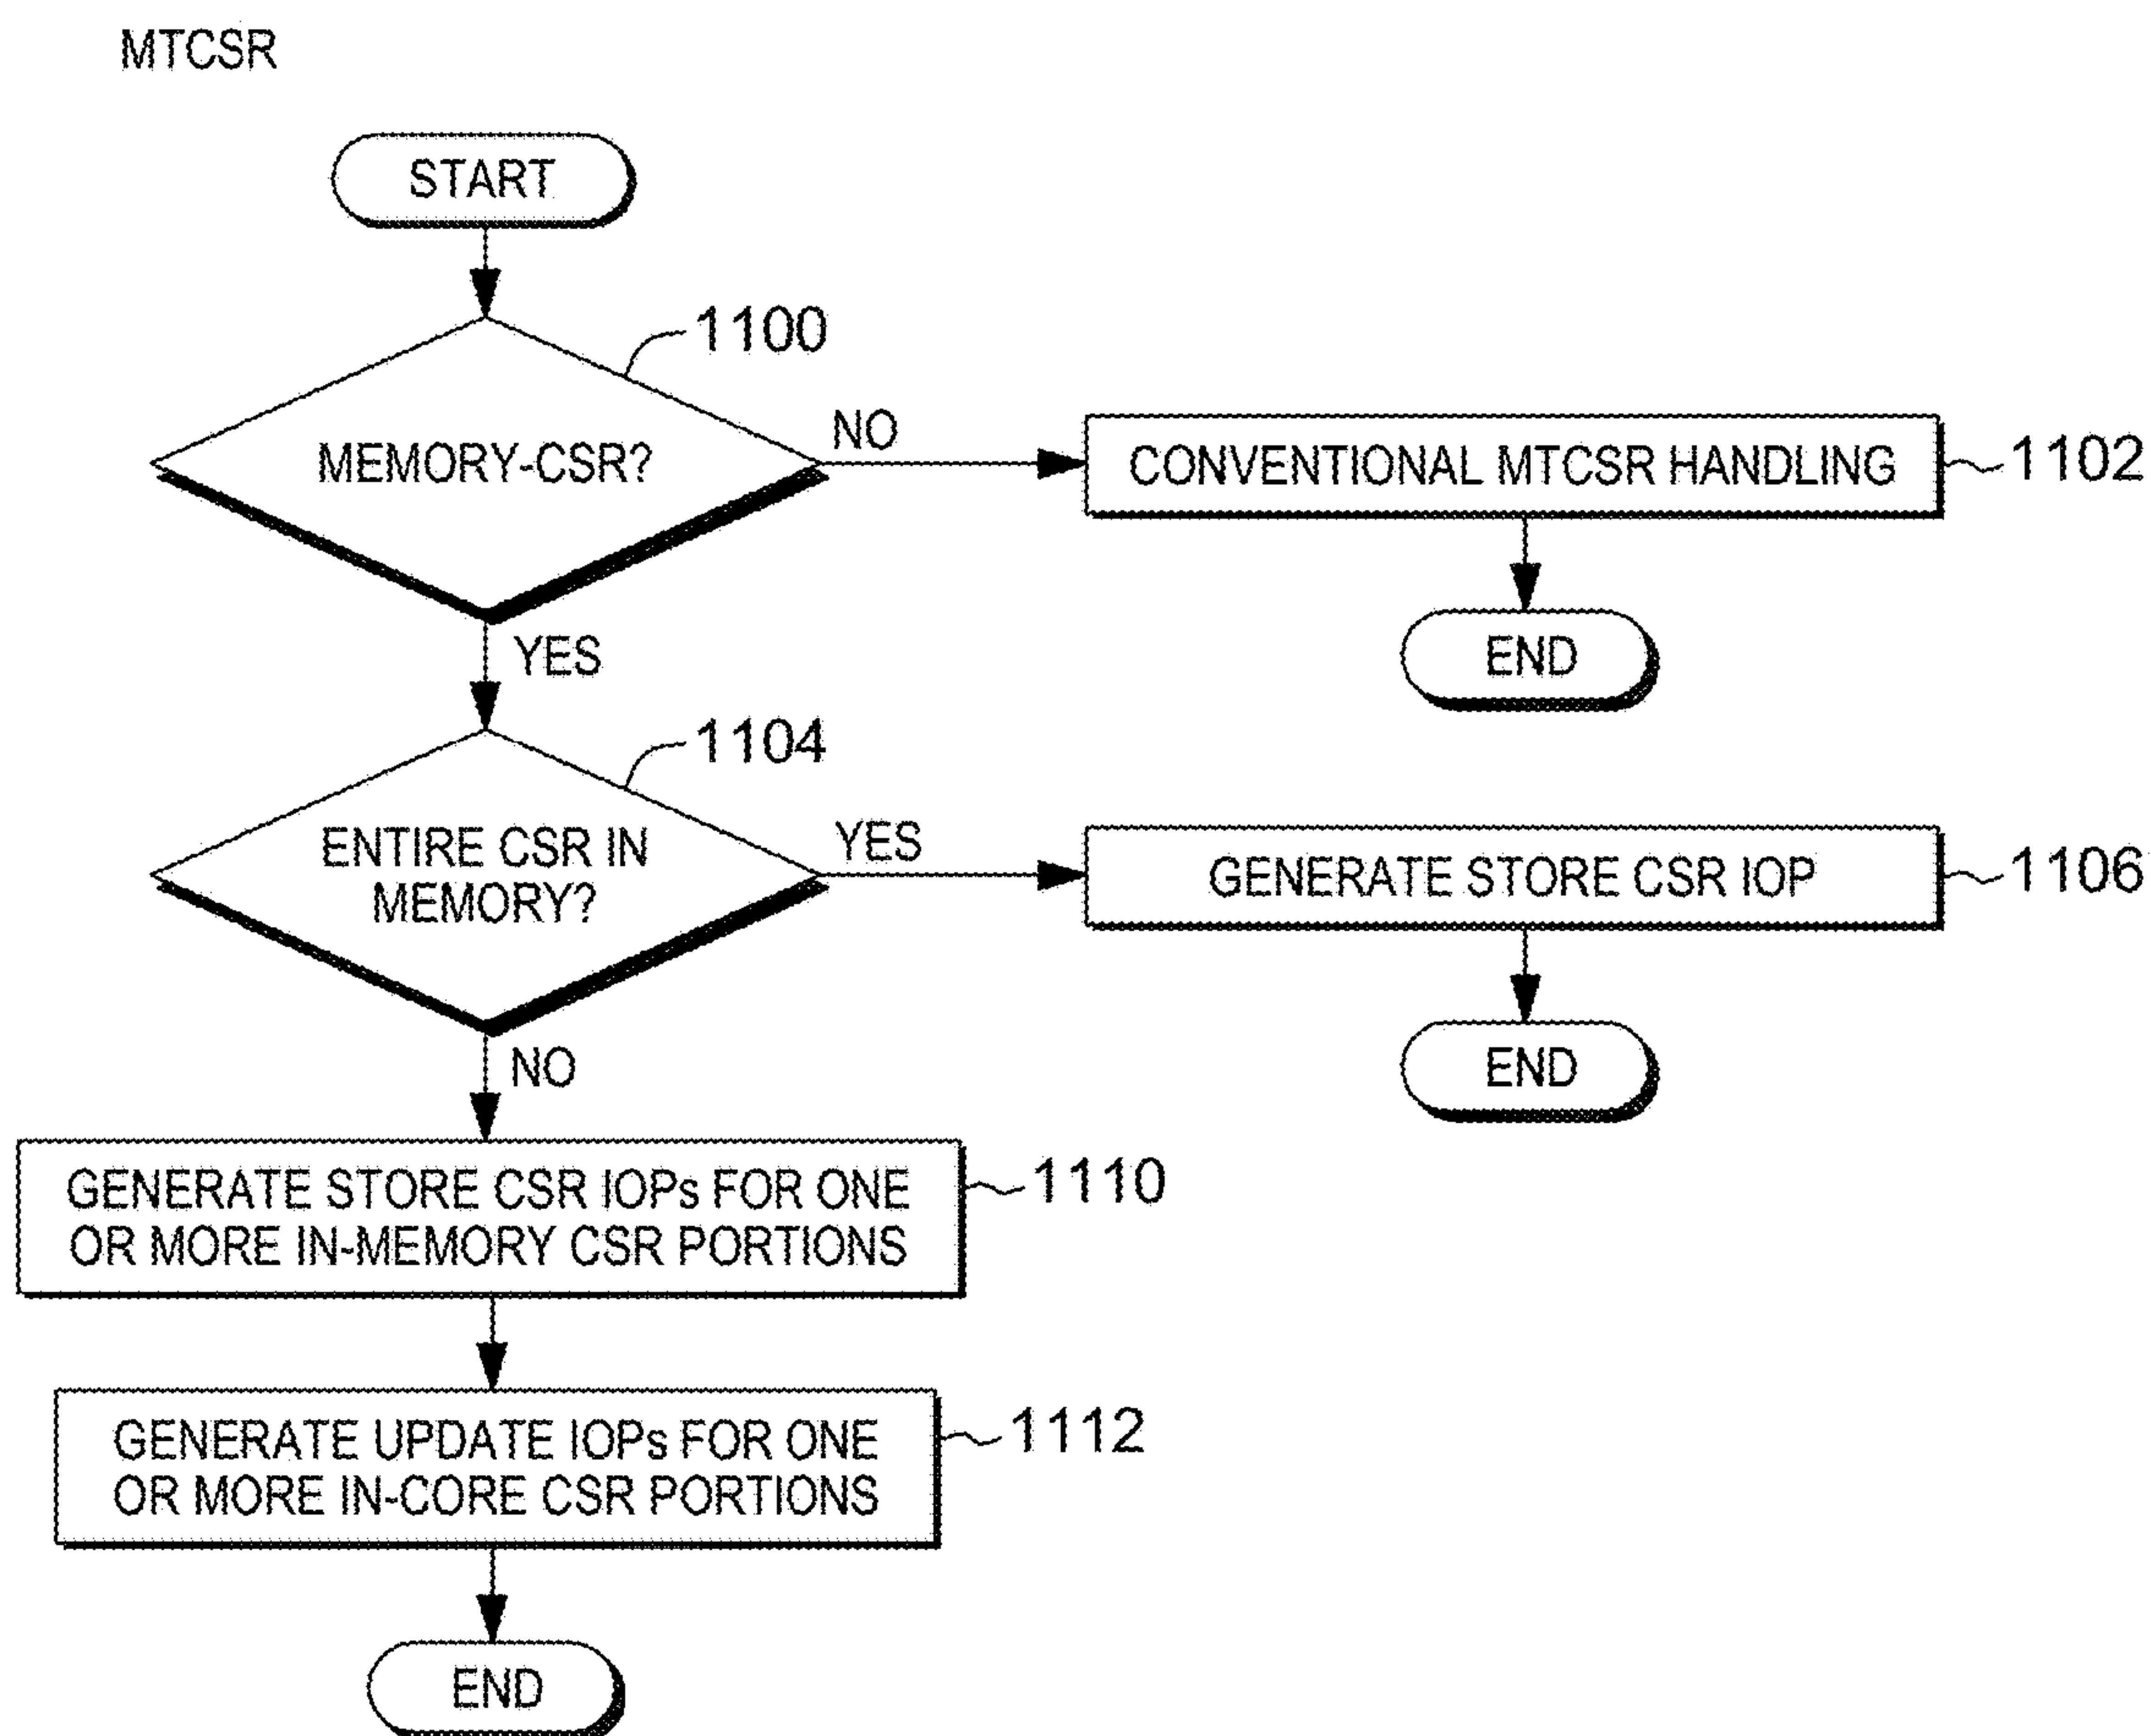 MTCSR
START
1100
MEMORY-CSR?
NO
CONVENTIONAL MTCSR HANDLING
1102
END
YES
1104
ENTIRE CSR IN
MEMORY?
YES
GENERATE STORE CSR IOP
1106
END
NO
GENERATE STORE CSR IOPs FOR ONE
OR MORE IN-MEMORY CSR PORTIONS
1110
GENERATE UPDATE IOPs FOR ONE
OR MORE IN-CORE CSR PORTIONS
1112
END